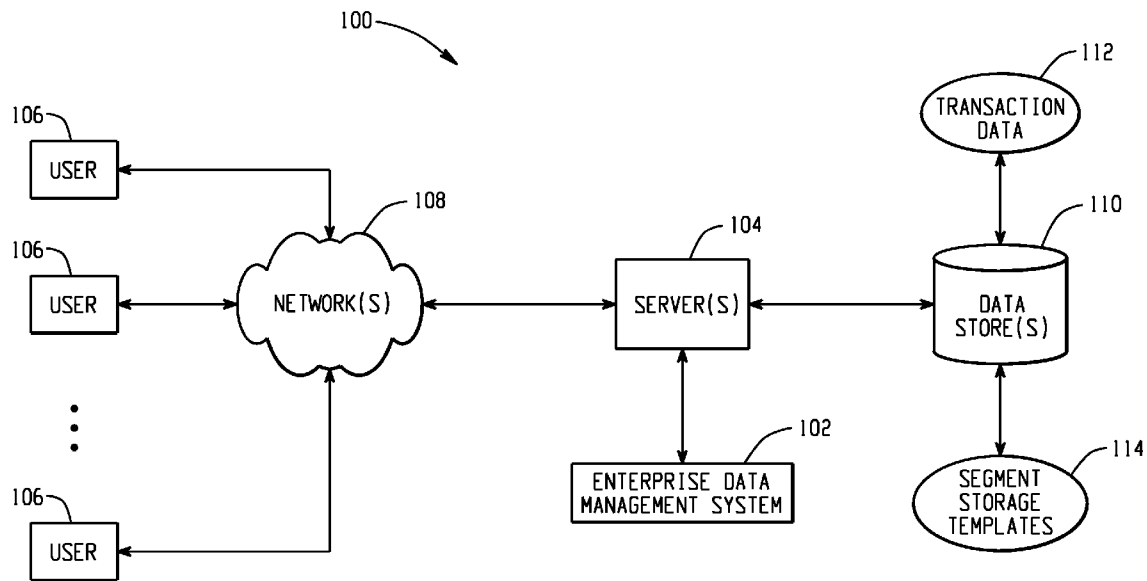 100
112
TRANSACTION
DATA
106
USER
108
104
110
106
USER
NETWORK(S)
SERVER(S)
DATA
STORE(S)
102
ENTERPRISE DATA
MANAGEMENT SYSTEM
114
SEGMENT
STORAGE
TEMPLATES
106
USER